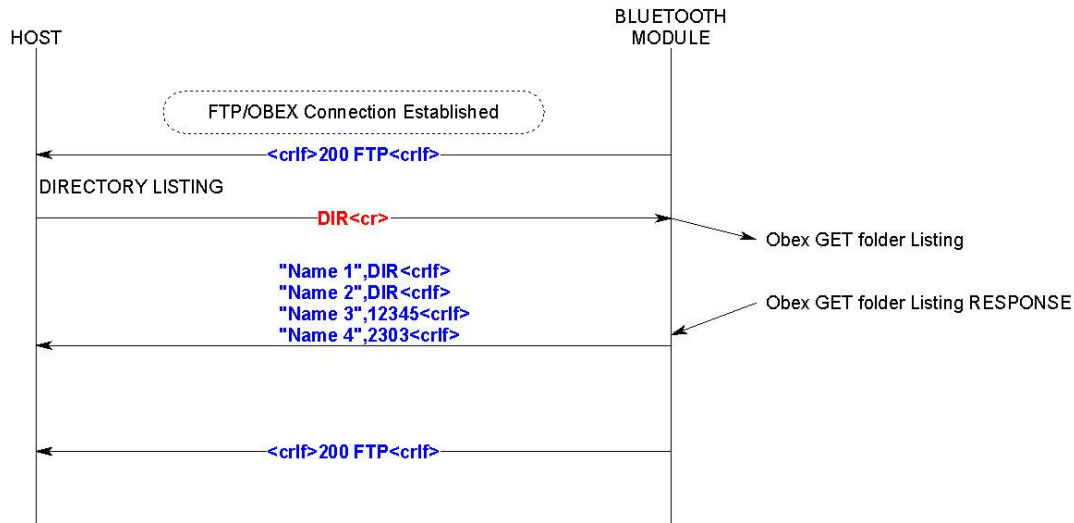 HOST
BLUETOOTH
MODULE
FTP/OBEX Connection Established
<crlf>200 FTP<crlf>
DIRECTORY LISTING
DIR<cr>
Obex GET folder Listing
"Name 1",DIR<crlf>
"Name 2",DIR<crlf>
"Name 3",12345<crlf>
"Name 4",2303<crlf>
Obex GET folder Listing RESPONSE
<crlf>200 FTP<crlf>